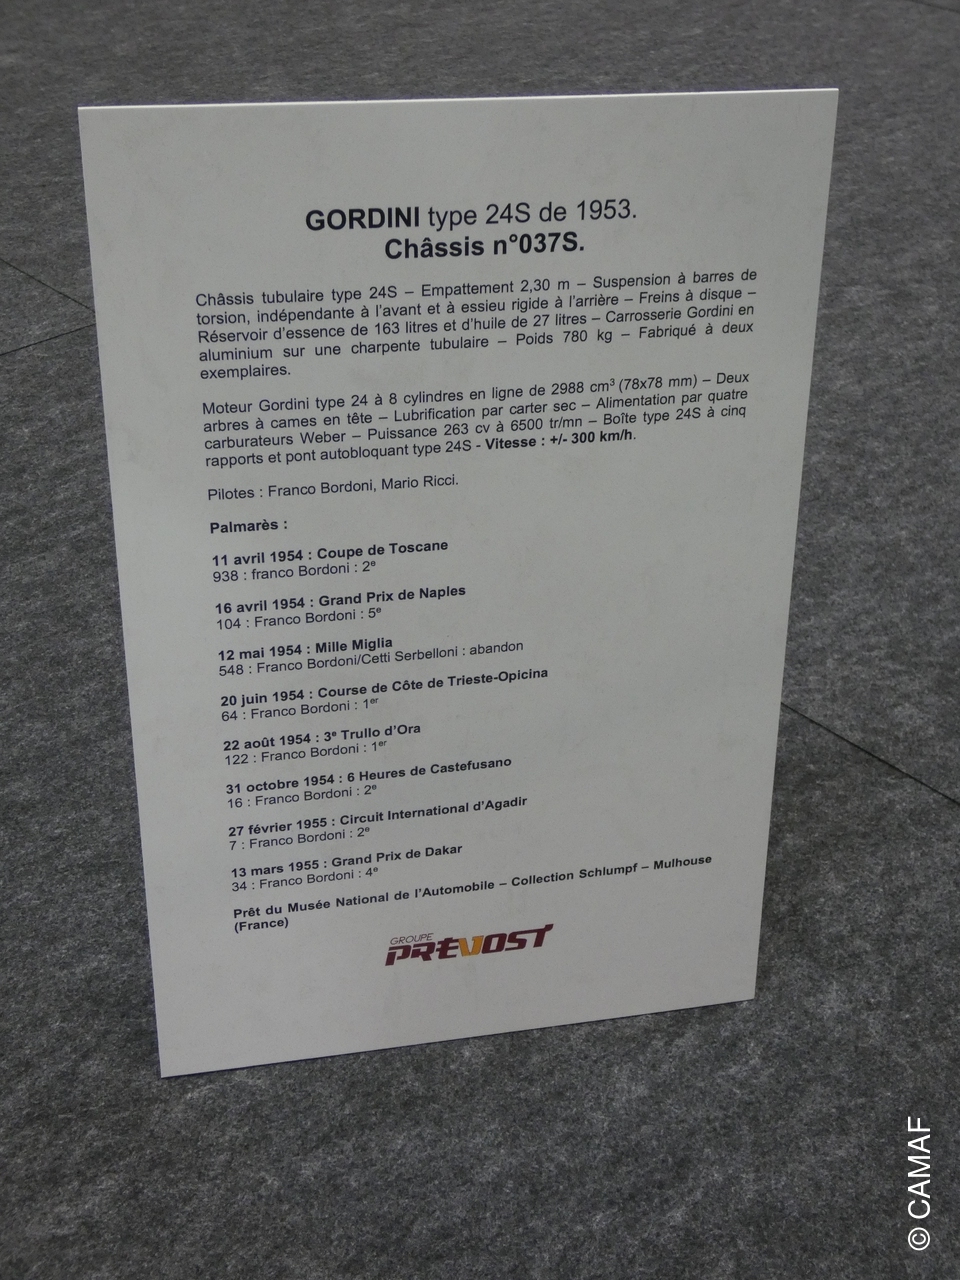 GORDINI type 24S de 1953.
Châssis n°037S.
Châssis tubulaire type 24S – Empattement 2,30 m – Suspension à barres de
torsion, indépendante à l'avant et à essieu rigide à l'arrière – Freins à disque –
Réservoir d'essence de 163 litres et d'huile de 27 litres – Carrosserie Gordini en
aluminium sur une charpente tubulaire – Poids 780 kg – Fabriqué à deux
exemplaires.
Moteur Gordini type 24 à 8 cylindres en ligne de 2988 cm³ (78x78 mm) – Deux
arbres à cames en tête – Lubrification par carter sec – Alimentation par quatre
carburateurs Weber – Puissance 263 cv à 6500 tr/mn – Boîte type 24S à cinq
rapports et pont autobloquant type 24S - Vitesse : +/- 300 km/h.
Pilotes : Franco Bordoni, Mario Ricci.
Palmarès :
11 avril 1954 : Coupe de Toscane
938 : franco Bordoni : 2e
16 avril 1954 : Grand Prix de Naples
104 : Franco Bordoni : 5e
12 mai 1954 : Mille Miglia
548 : Franco Bordoni/Cetti Serbelloni : abandon
20 juin 1954 : Course de Côte de Trieste-Opicina
64 : Franco Bordoni : 1er
22 août 1954 : 3e Trullo d'Ora
122 : Franco Bordoni : 1er
31 octobre 1954 : 6 Heures de Castefusano
16 : Franco Bordoni : 2e
27 février 1955 : Circuit International d'Agadir
7 : Franco Bordoni : 2e
13 mars 1955 : Grand Prix de Dakar
34 : Franco Bordoni : 4e
Prêt du Musée National de l'Automobile – Collection Schlumpf – Mulhouse
(France)
GROUPE
PREVOST
© CAMAF